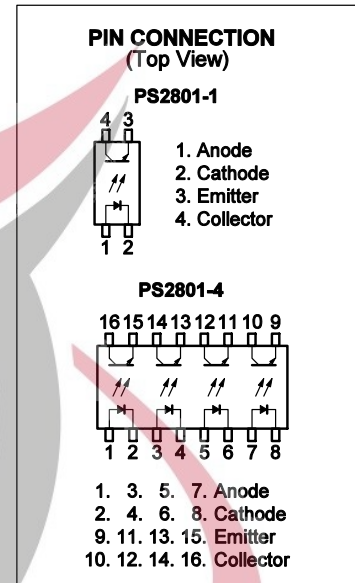 PIN CONNECTION
(Top View)
PS2801-1
4 3
1. Anode
2. Cathode
3. Emitter
4. Collector
1 2
PS2801-4
16 15 14 13 12 11 10 9
1 2 3 4 5 6 7 8
1. 3. 5. 7. Anode
2. 4. 6. 8. Cathode
9. 11. 13. 15. Emitter
10. 12. 14. 16. Collector